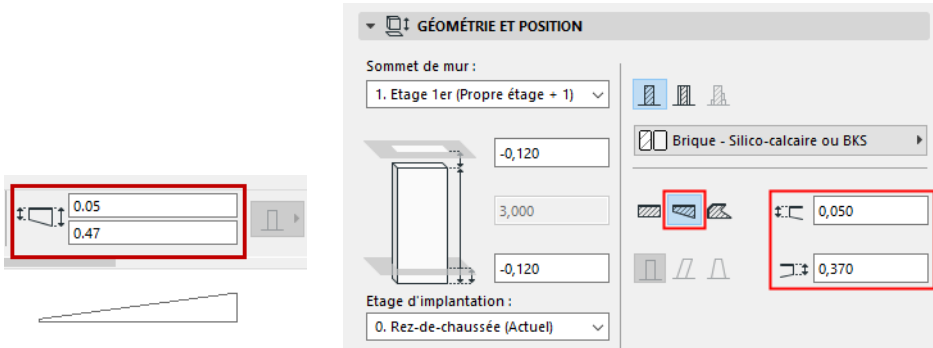 0.05
0.47
GÉOMÉTRIE ET POSITION
Sommet de mur :
1. Etage 1er (Propre étage + 1)
-0,120
3,000
-0,120
Etage d'implantation :
0. Rez-de-chaussée (Actuel)
Brique - Silico-calcaire ou BKS
0,050
0,370